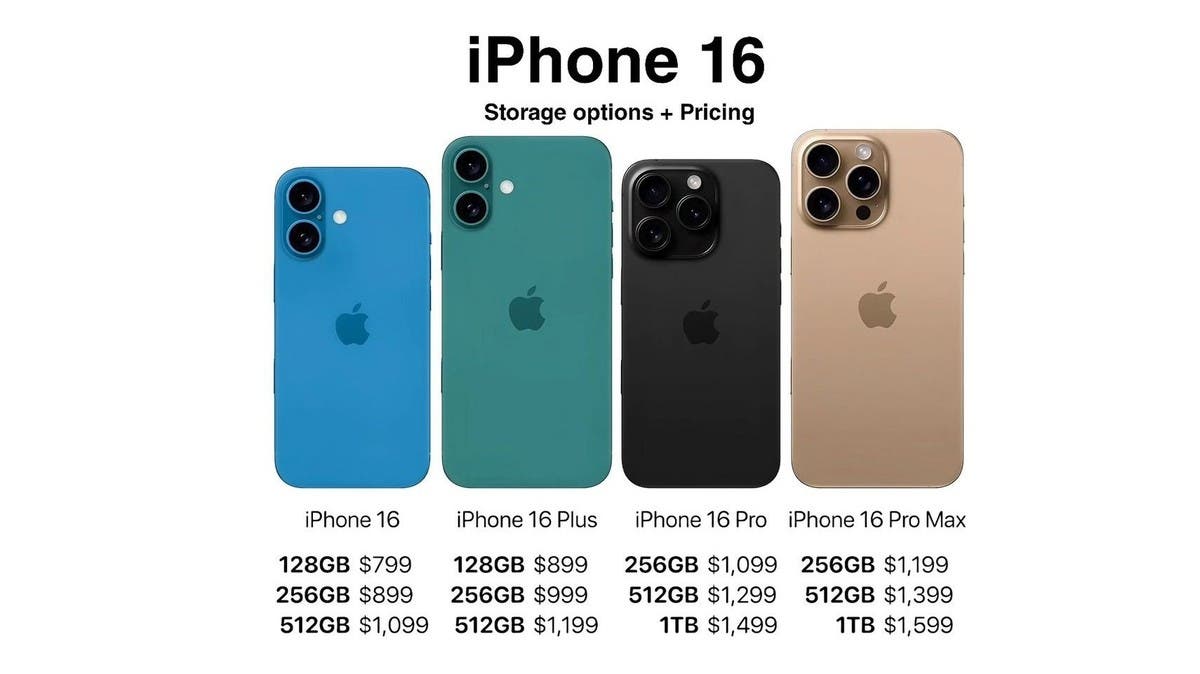 iPhone 16
Storage options + Pricing
iPhone 16
128GB $799
256GB $899
512GB $1,099
iPhone 16 Plus
128GB $899
256GB $999
512GB $1,199
iPhone 16 Pro
256GB $1,099
512GB $1,299
1TB $1,499
iPhone 16 Pro Max
256GB $1,199
512GB $1,399
1TB $1,599